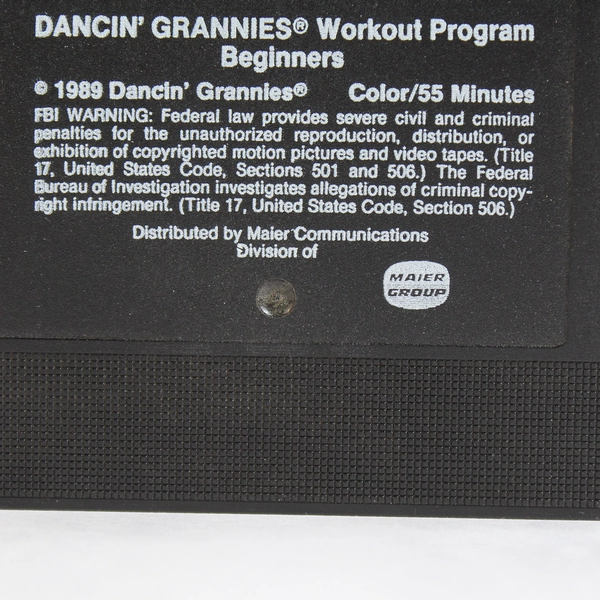 DANCIN' GRANNIES® Workout Program
Beginners
© 1989 Dancin' Grannies® Color/55 Minutes
FBI WARNING: Federal law provides severe civil and criminal
penalties for the unauthorized reproduction, distribution, or
exhibition of copyrighted motion pictures and video tapes. (Title
17, United States Code, Sections 501 and 506.) The Federal
Bureau of Investigation investigates allegations of criminal copy-
right infringement. (Title 17, United States Code, Section 506.)
Distributed by Maier Communications
Division of
MAIER
GROUP